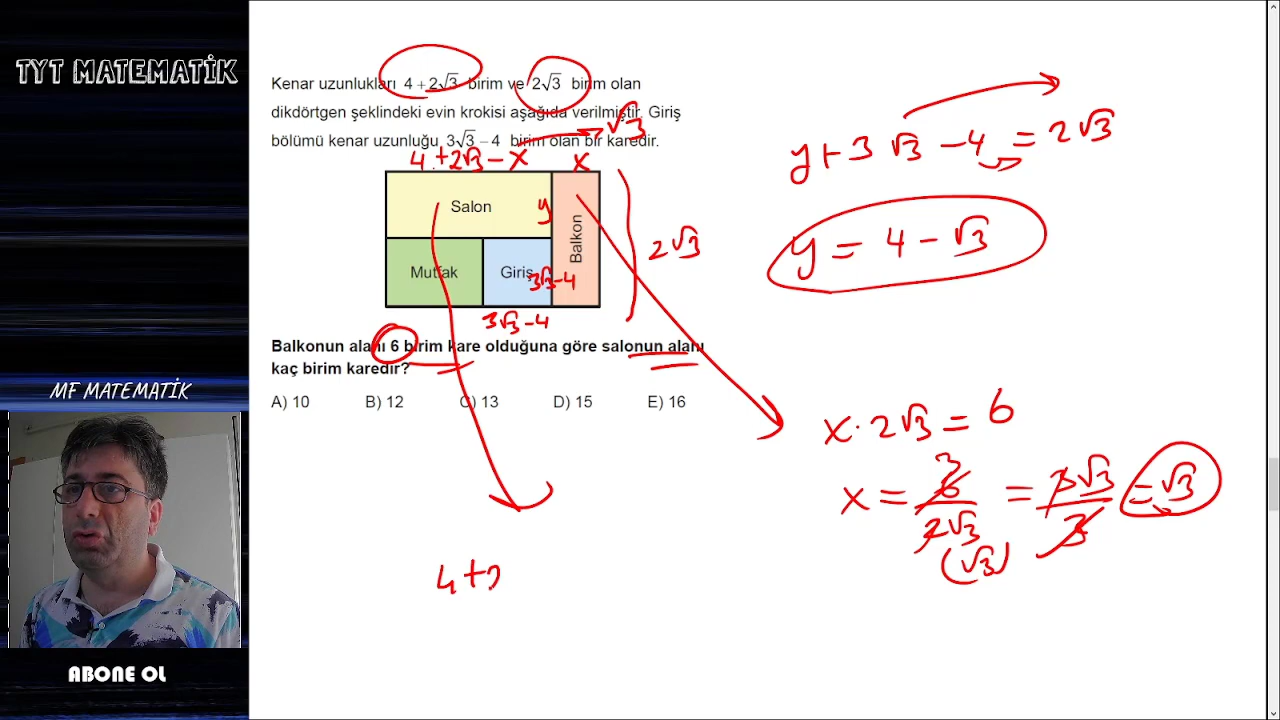 TYT MATEMATİK
Kenar uzunlukları 4 + 2√3 birim ve 2√3 birim olan
dikdörtgen şeklindeki evin krokisi aşağıda verilmiştir. Giriş
bölümü kenar uzunluğu 3√3 – 4 birim olan bir karedir.
√3
4 + 2√3 – x
x
Salon
y
Balkon
Mutfak
Giriş
3√3 – 4
3√3 – 4
2√3
Balkonun alanı 6 birim kare olduğuna göre salonun alanı
kaç birim karedir?
A) 10 B) 12 C) 13 D) 15 E) 16
y + 3√3 – 4 = 2√3
y = 4 – √3
x · 2√3 = 6
3
x = 6/2√3 = 3√3/3 = √3
(√3)
4 +
MF MATEMATİK
ABONE OL